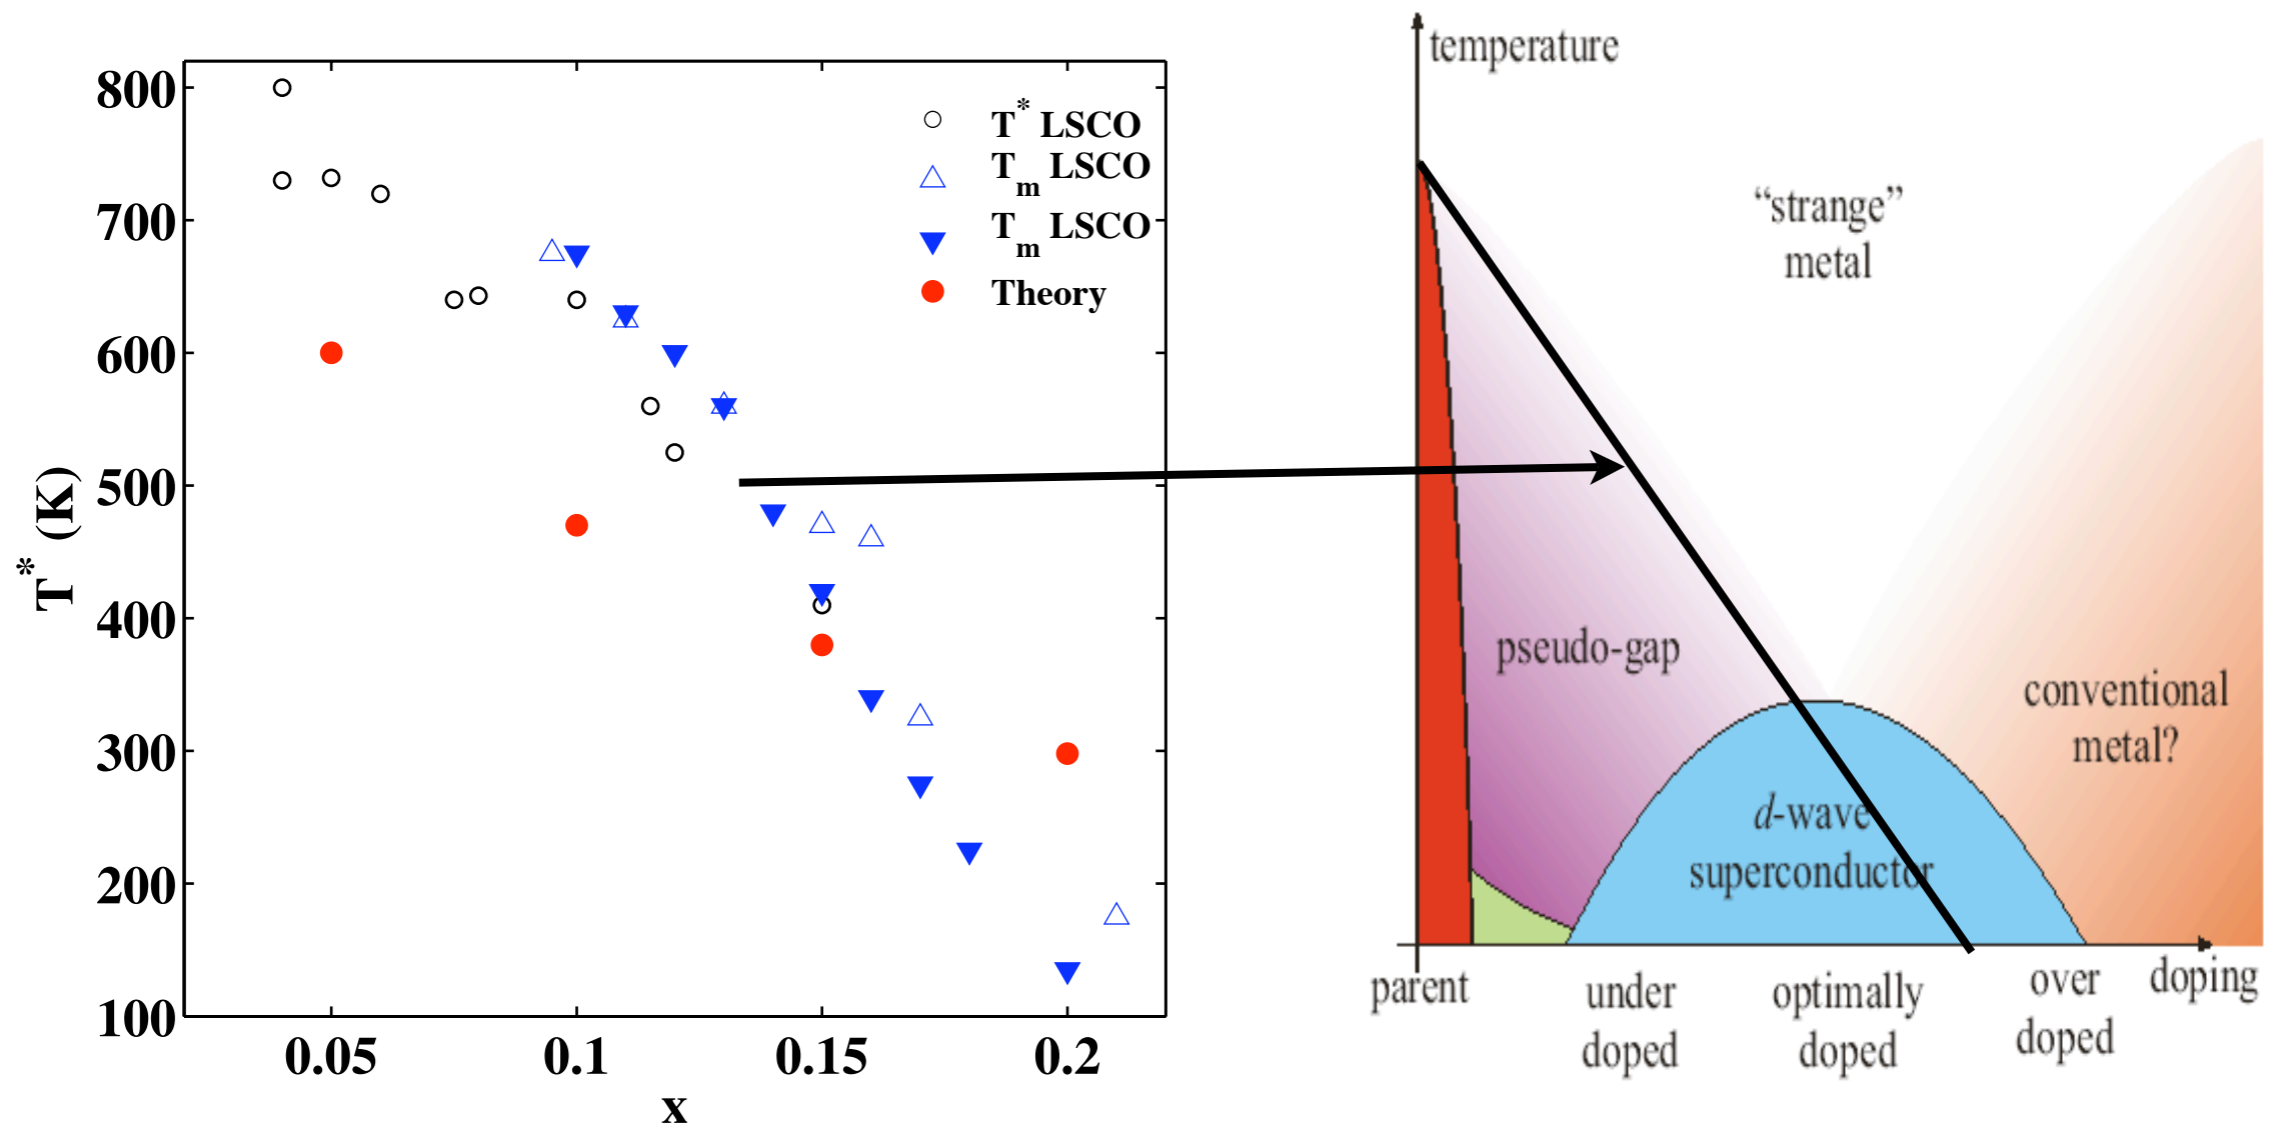 800
700
600
500
400
300
200
100
0.05 0.1 0.15 0.2
x
T* (K)
T* LSCO
Tm LSCO
Tm LSCO
Theory
temperature
“strange”
metal
pseudo-gap
conventional
metal?
d-wave
superconductor
parent
under
doped
optimally
doped
over
doped
doping